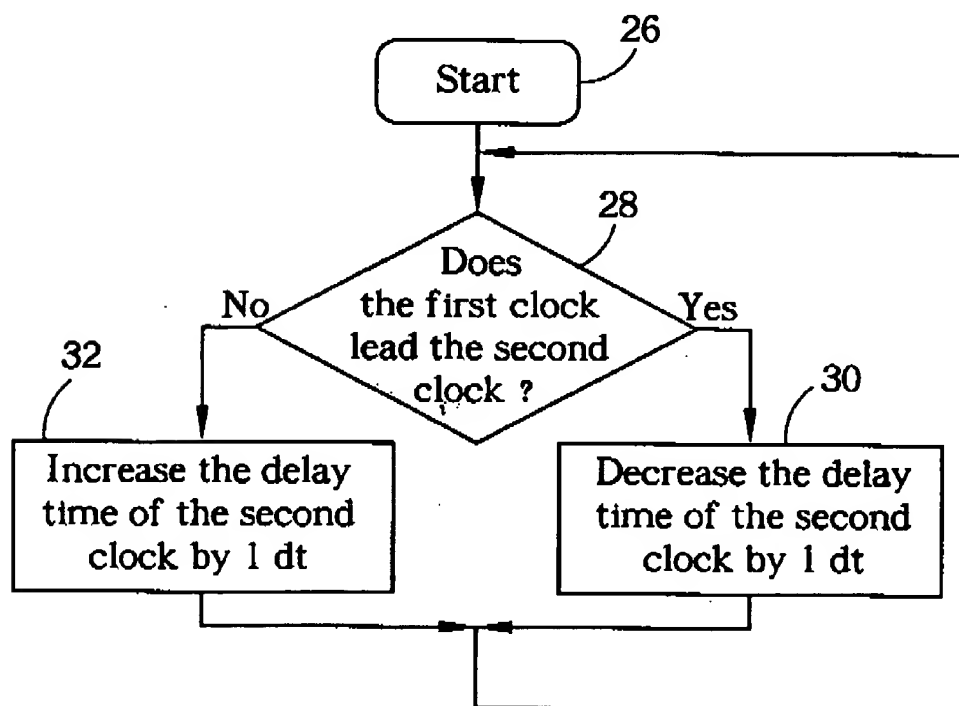 26
Start
28
Does
the first clock
lead the second
clock ?
No
Yes
32
Increase the delay
time of the second
clock by 1 dt
30
Decrease the delay
time of the second
clock by 1 dt